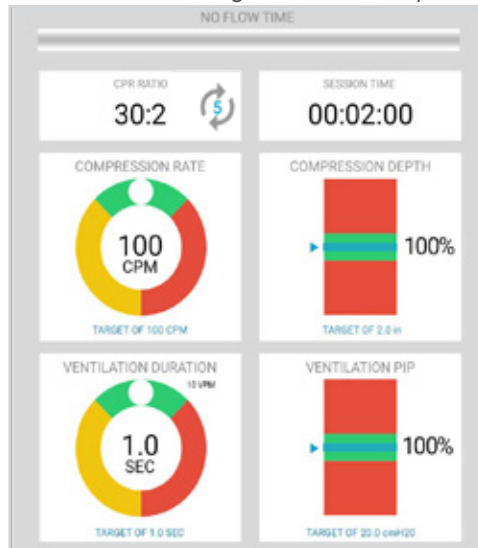 NO FLOW TIME
CPR RATIO
30:2
5
SESSION TIME
00:02:00
COMPRESSION RATE
100
CPM
TARGET OF 100 CPM
COMPRESSION DEPTH
100%
TARGET OF 2.0 in
VENTILATION DURATION
10 VPM
1.0
SEC
TARGET OF 1.0 SEC
VENTILATION PIP
100%
TARGET OF 20.0 cmH20